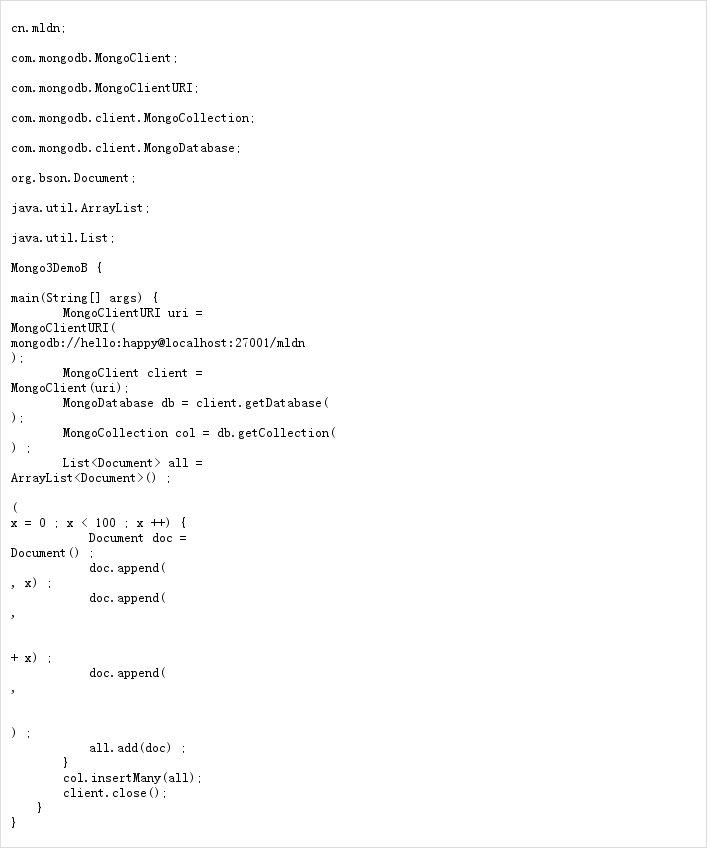 cn.mldn;
com.mongodb.MongoClient;
com.mongodb.MongoClientURI;
com.mongodb.client.MongoCollection;
com.mongodb.client.MongoDatabase;
org.bson.Document;
java.util.ArrayList;
java.util.List;
Mongo3DemoB {
main(String[] args) {
MongoClientURI uri =
MongoClientURI(
mongodb://hello:happy@localhost:27001/mldn
);
MongoClient client =
MongoClient(uri);
MongoDatabase db = client.getDatabase(
);
MongoCollection col = db.getCollection(
) ;
List<Document> all =
ArrayList<Document>() ;
(
x = 0 ; x < 100 ; x ++) {
Document doc =
Document() ;
doc.append(
, x) ;
doc.append(
,
+ x) ;
doc.append(
,
) ;
all.add(doc) ;
}
col.insertMany(all);
client.close();
}
}